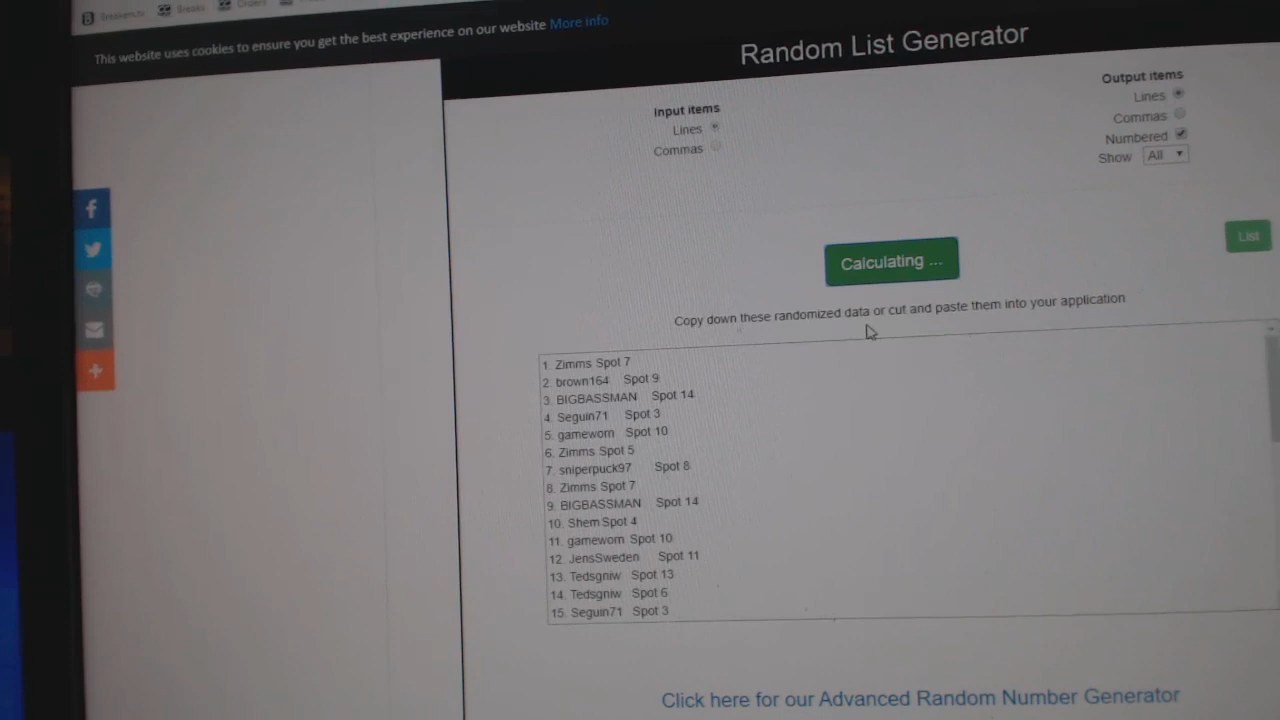 Breaks
Orders
This website uses cookies to ensure you get the best experience on our website More info
Random List Generator
Input items
Lines
Commas
Output items
Lines
Commas
Numbered
Show All
Calculating ...
List
Copy down these randomized data or cut and paste them into your application
1. Zimms Spot 7
2. brown164 Spot 9
3. BIGBASSMAN Spot 14
4. Seguin71 Spot 3
5. gamewom Spot 10
6. Zimms Spot 5
7. sniperpuck97 Spot 8
8. Zimms Spot 7
9. BIGBASSMAN Spot 14
10. Shem Spot 4
11. gamewom Spot 10
12. JensSweden Spot 11
13. Tedsgniw Spot 13
14. Tedsgniw Spot 6
15. Seguin71 Spot 3
Click here for our Advanced Random Number Generator